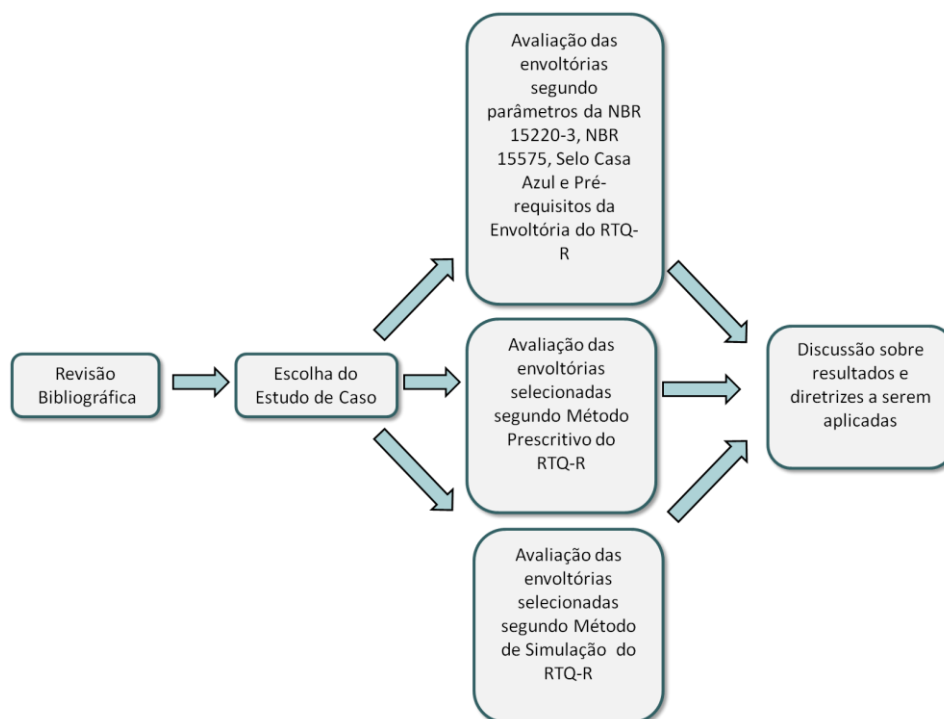 Revisão
Bibliográfica
Escolha do
Estudo de Caso
Avaliação das
envoltórias
segundo
parâmetros da NBR
15220-3, NBR
15575, Selo Casa
Azul e Pré-
requisitos da
Envoltória do RTQ-
R
Avaliação das
envoltórias
selecionadas
segundo Método
Prescritivo do
RTQ-R
Avaliação das
envoltórias
selecionadas
segundo Método
de Simulação do
RTQ-R
Discussão sobre
resultados e
diretrizes a serem
aplicadas